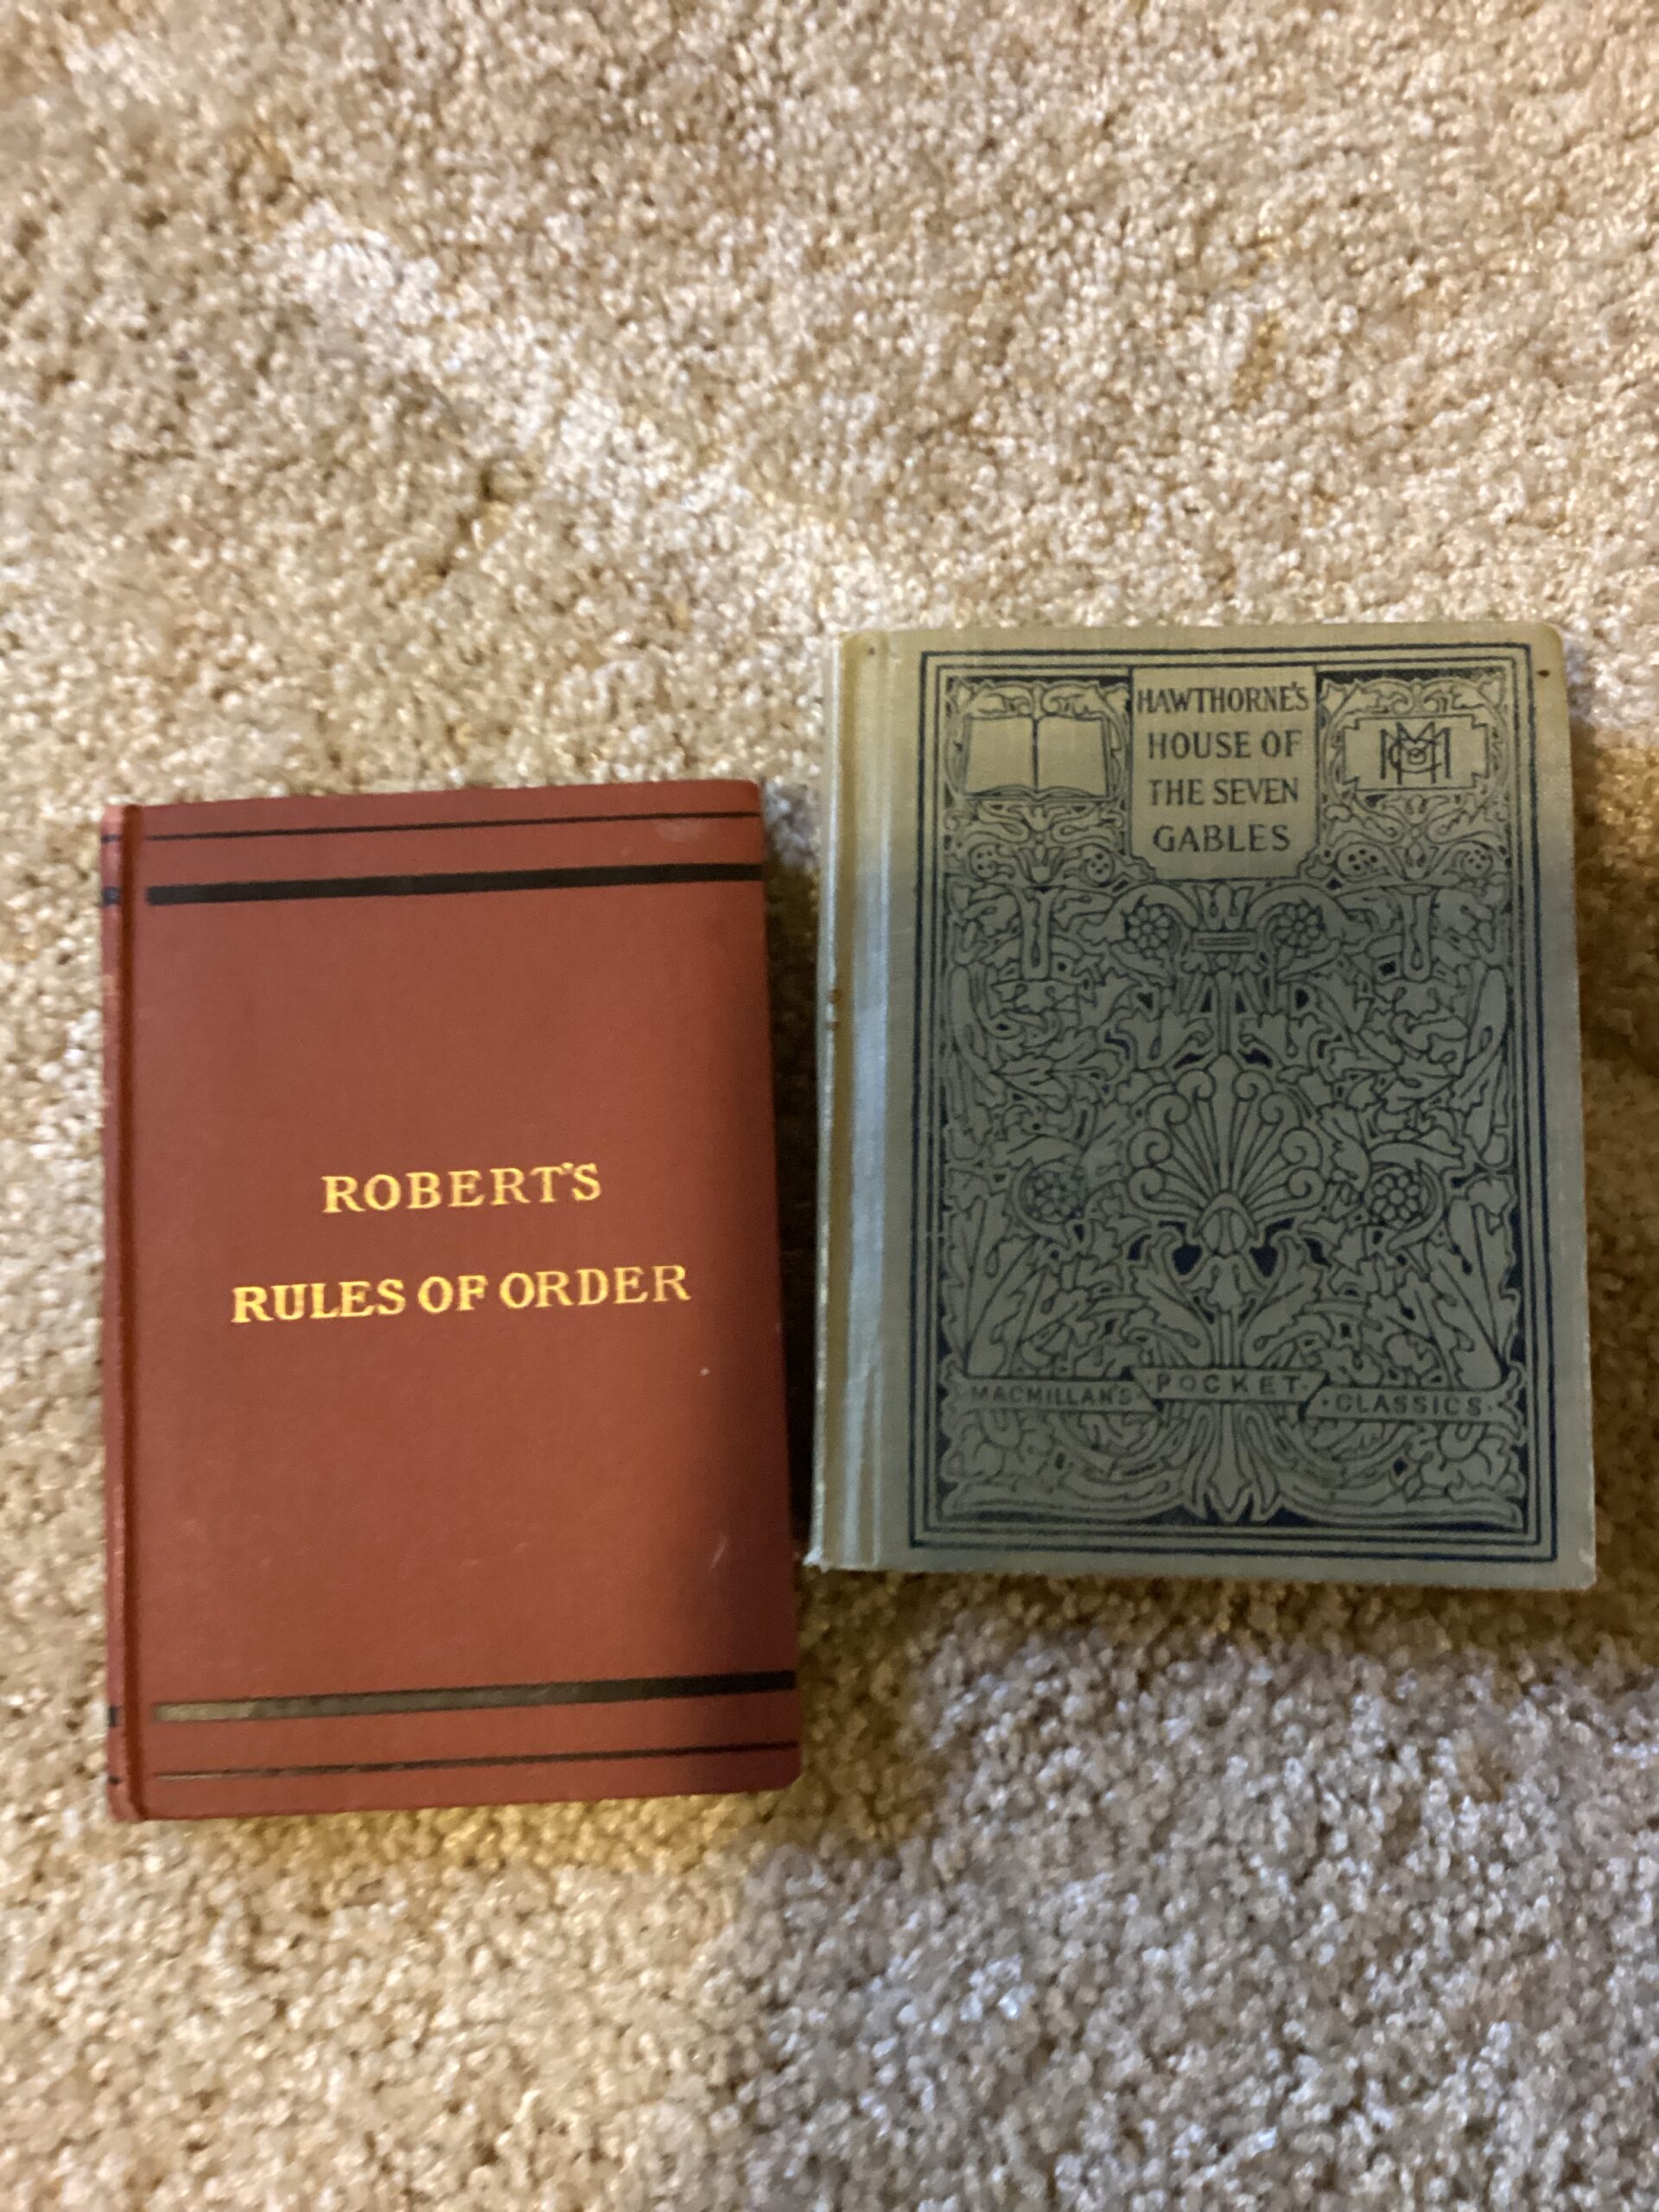 ROBERT'S
RULES OF ORDER
HAWTHORNE'S
HOUSE OF
THE SEVEN
GABLES
MACMILLAN'S · POCKET · CLASSICS